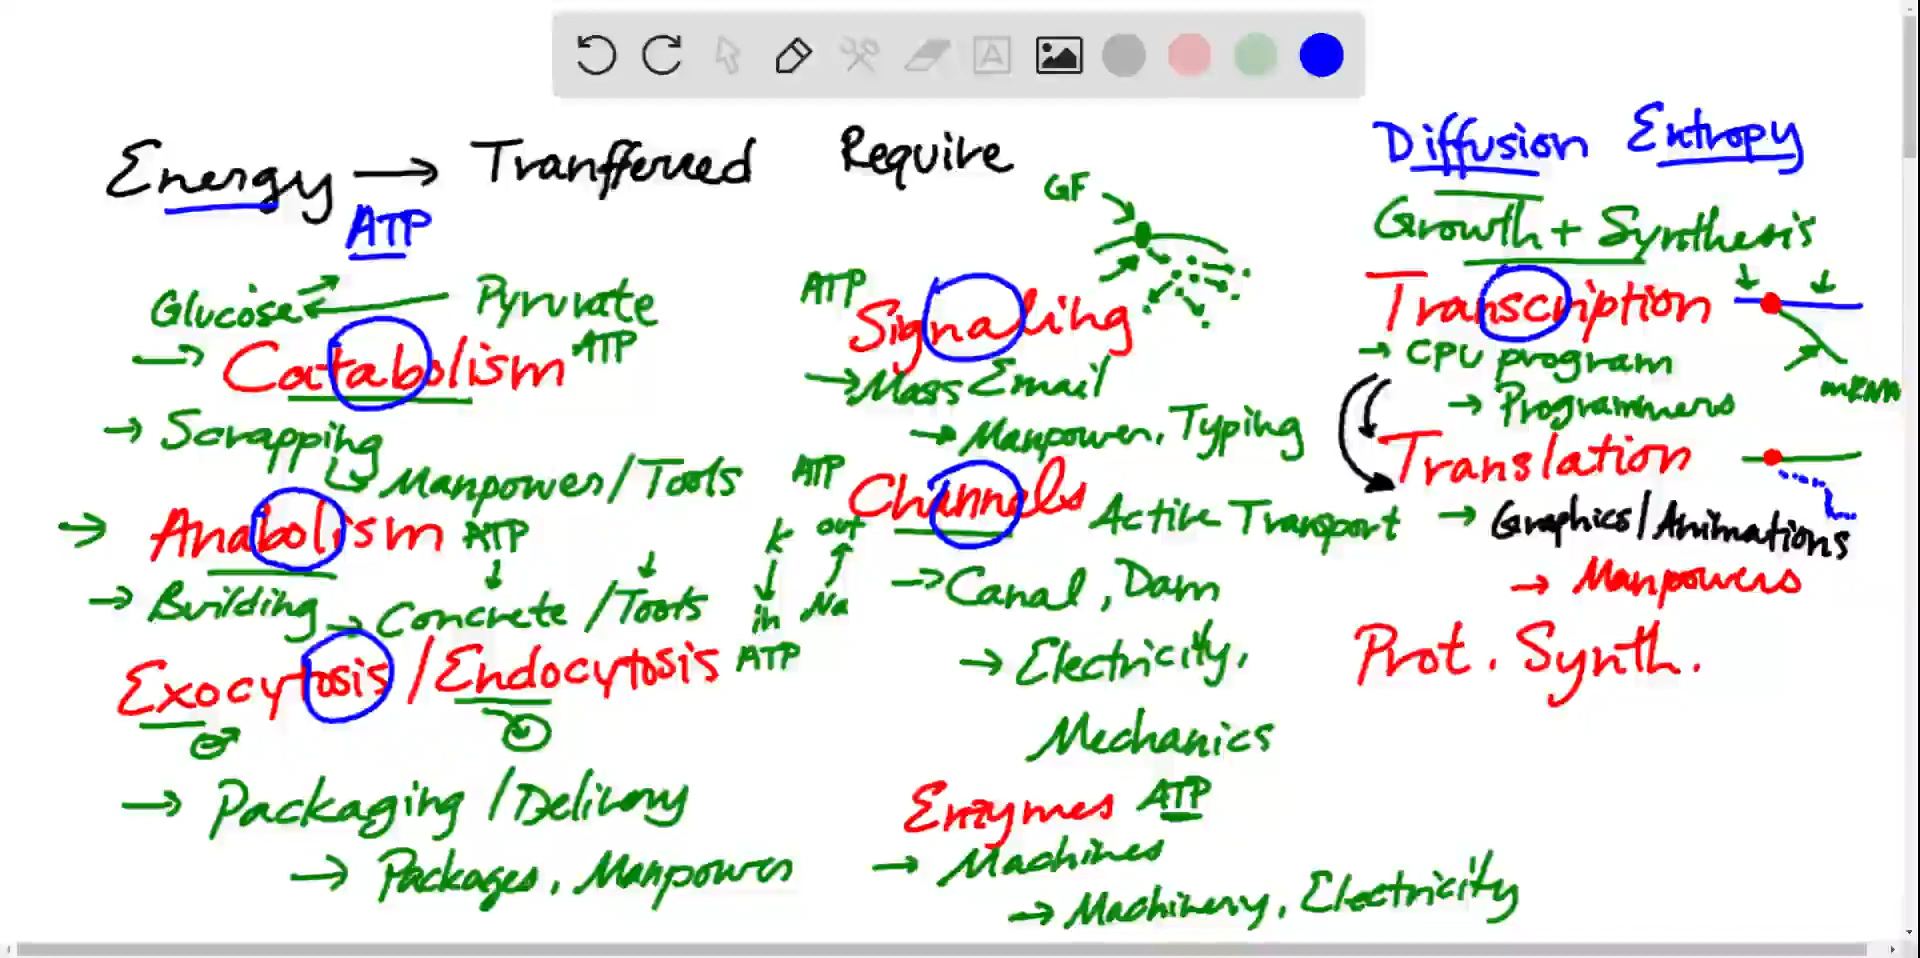 Energy → Tranfferred Require
ATP
Glucose Pyruvate
→ Catabolism ATP
→ Scrapping
↳ Manpower/Tools
→ Anabolism ATP
→ Building → Concrete /Tools
Exocytosis /Endocytosis ATP
→ Packaging /Delivery
→ Packages, Manpower
GF
ATP
Signaling
→ Mass Email
→ Manpower, Typing
ATP
Channels
Active Transport
K out
in Na
→ Canal, Dam
→ Electricity,
Mechanics
Enzymes ATP
→ Machines
→ Machinery, Electricity
Diffusion Entropy
Growth + Synthesis
Transcription
→ CPU program
mRNA
→ Programmers
Translation
→ Graphics/Animations
→ Manpowers
Prot. Synth.
A